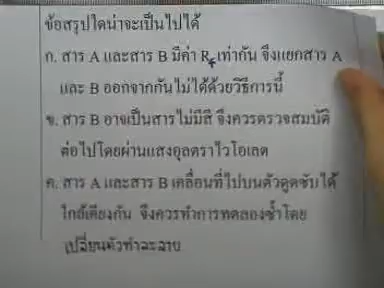 ข้อสรุปใดน่าจะเป็นไปได้
ก. สาร A และสาร B มีค่า Rf เท่ากัน จึงแยกสาร A
และ B ออกจากกันไม่ได้ด้วยวิธีการนี้
ข. สาร B อาจเป็นสารไม่มีสี จึงควรตรวจสมบัติ
ต่อไปโดยผ่านแสงอุลตราไวโอเลต
ค. สาร A และสาร B เคลื่อนที่ไปบนตัวดูดซับได้
ใกล้เคียงกัน จึงควรทำการทดลองซ้ำโดย
เปลี่ยนตัวทำละลาย